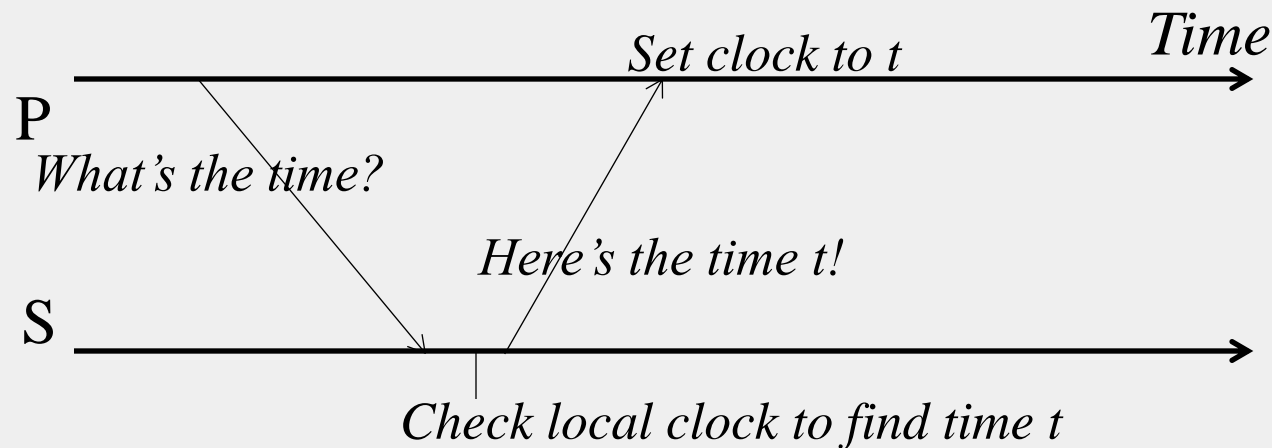 Time
Set clock to t
P
What’s the time?
Here’s the time t!
S
Check local clock to find time t